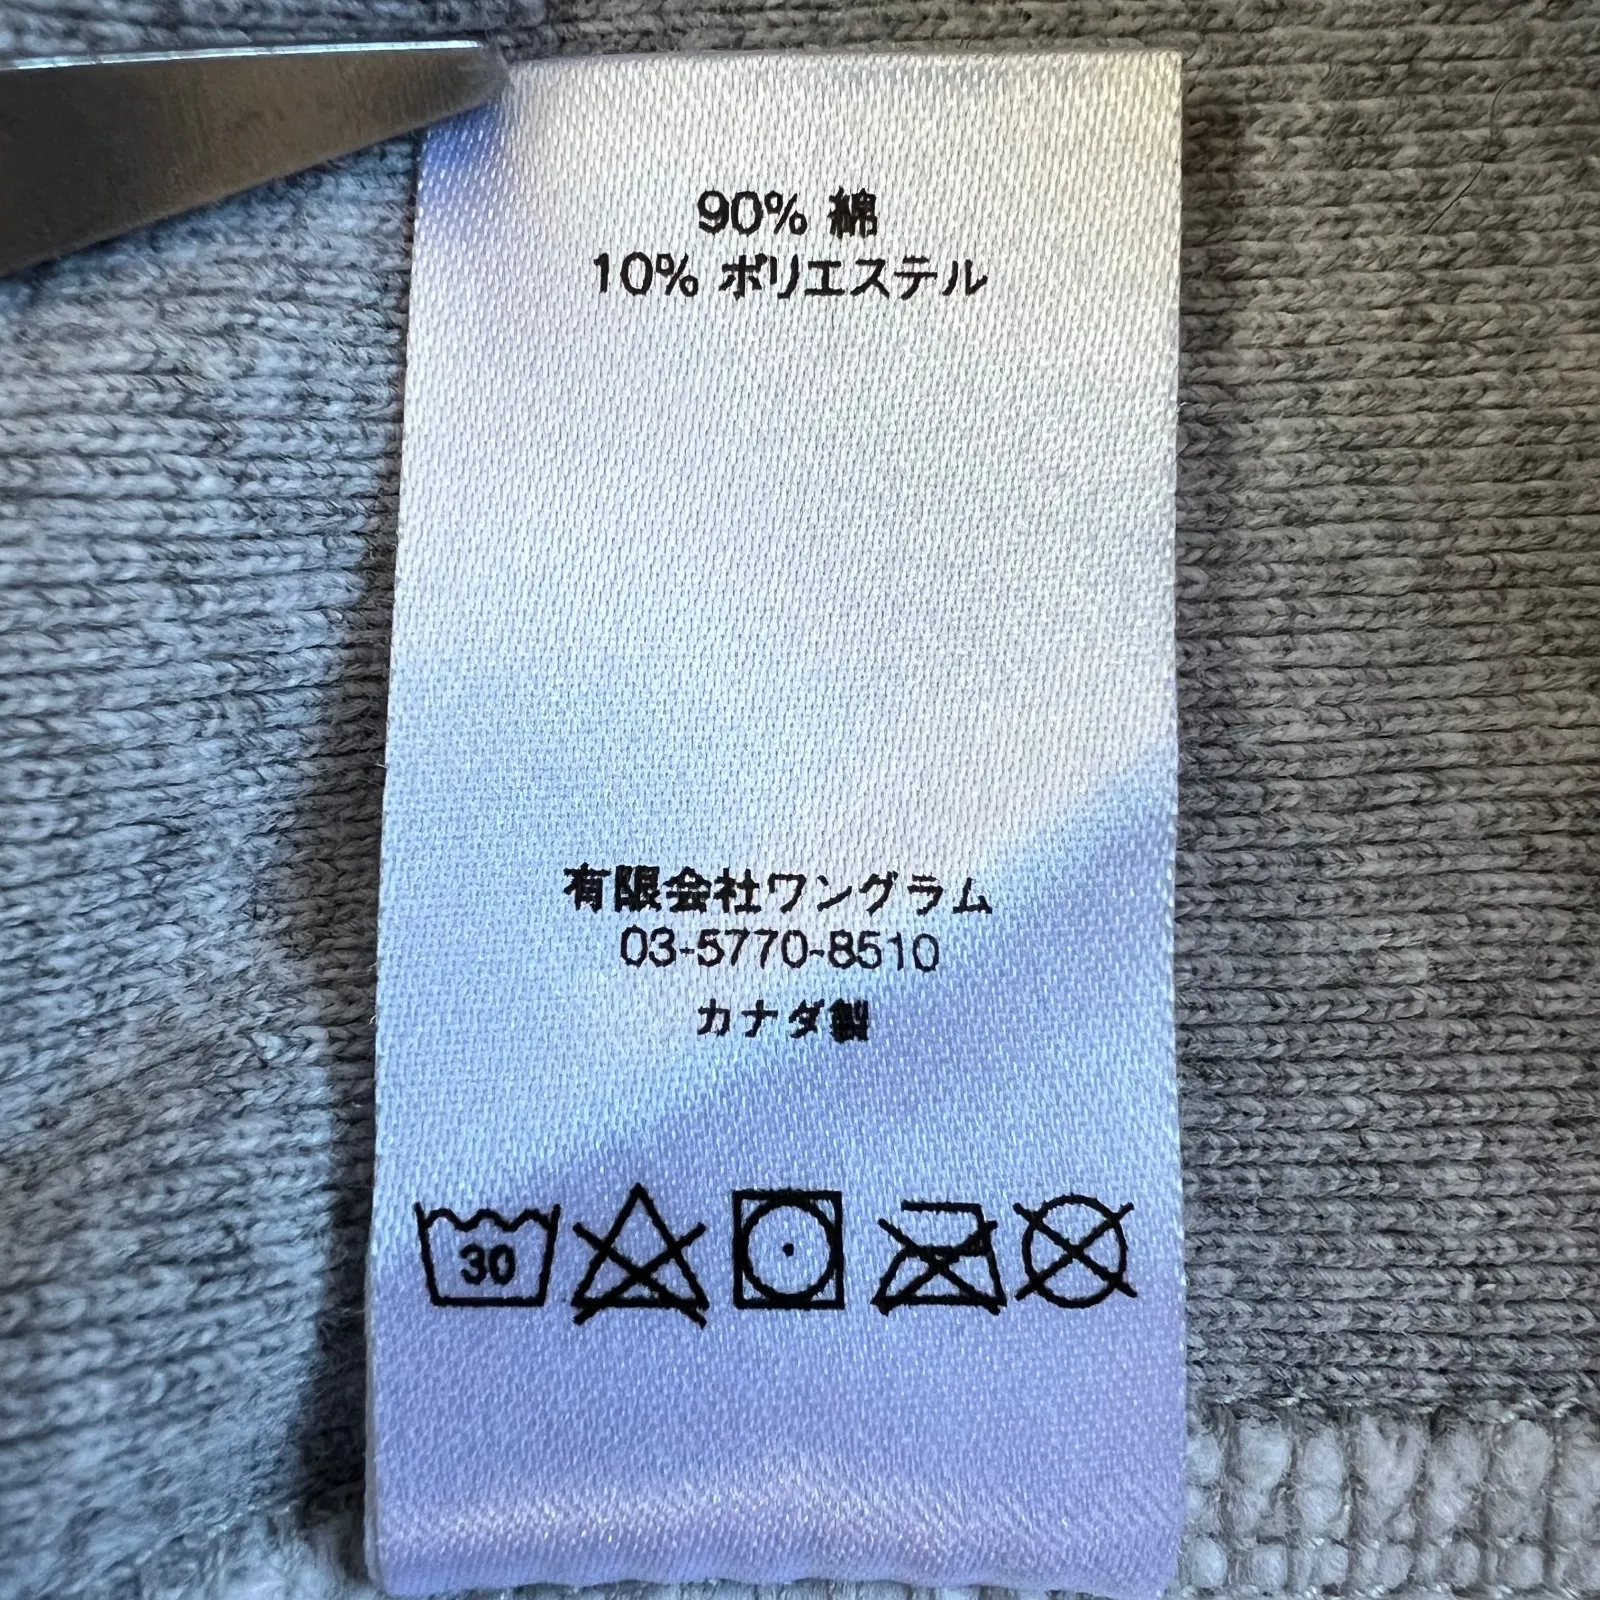 90% 綿
10% ポリエステル
有限会社ワングラム
03-5770-8510
カナダ製
30